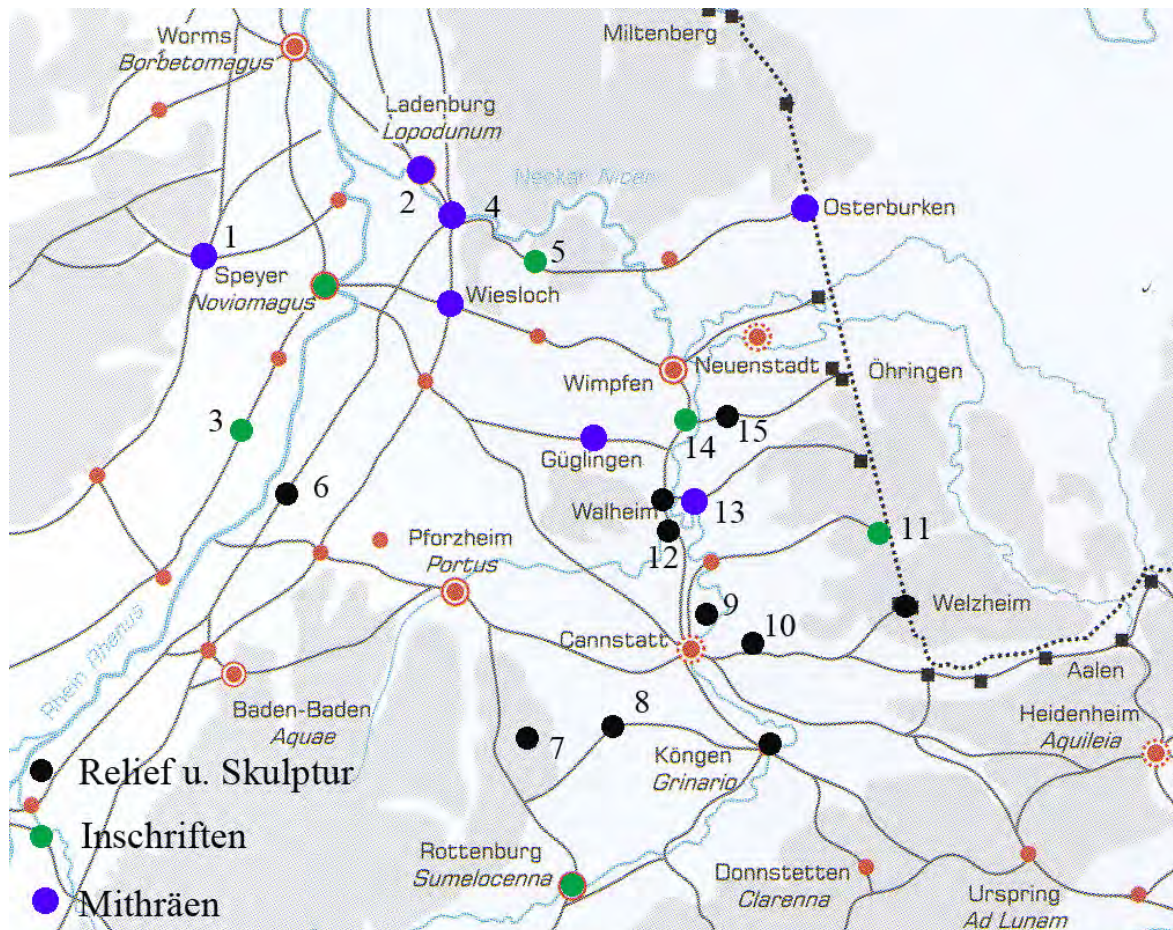 Miltenberg
Worms
Borbetomagus
Ladenburg
Lopodunum
Neckar Nicer
2
4
Osterburken
1
5
Speyer
Noviomagus
Wiesloch
Neuenstadt
Öhringen
Wimpfen
3
14
15
Güglingen
6
Walheim
13
11
Pforzheim
Portus
12
9
Welzheim
10
Cannstatt
Rhein Rhenus
Aalen
Baden-Baden
Aquae
8
Heidenheim
Aquileia
7
Köngen
Grinario
Relief u. Skulptur
Inschriften
Rottenburg
Sumelocenna
Donnstetten
Clarenna
Urspring
Ad Lunam
Mithräen